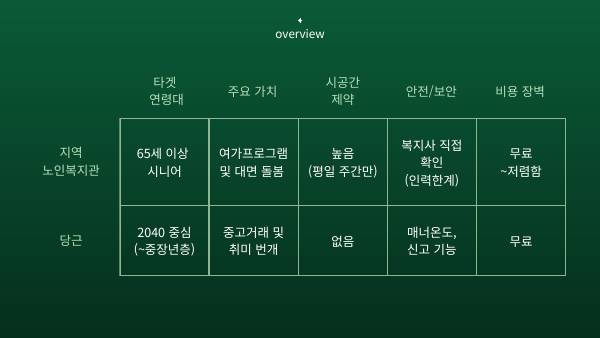 overview
타겟
연령대
주요 가치
시공간
제약
안전/보안
비용 장벽
지역
노인복지관
65세 이상
시니어
여가프로그램
및 대면 돌봄
높음
(평일 주간만)
복지사 직접
확인
(인력한계)
무료
~저렴함
당근
2040 중심
(~중장년층)
중고거래 및
취미 번개
없음
매너온도,
신고 기능
무료